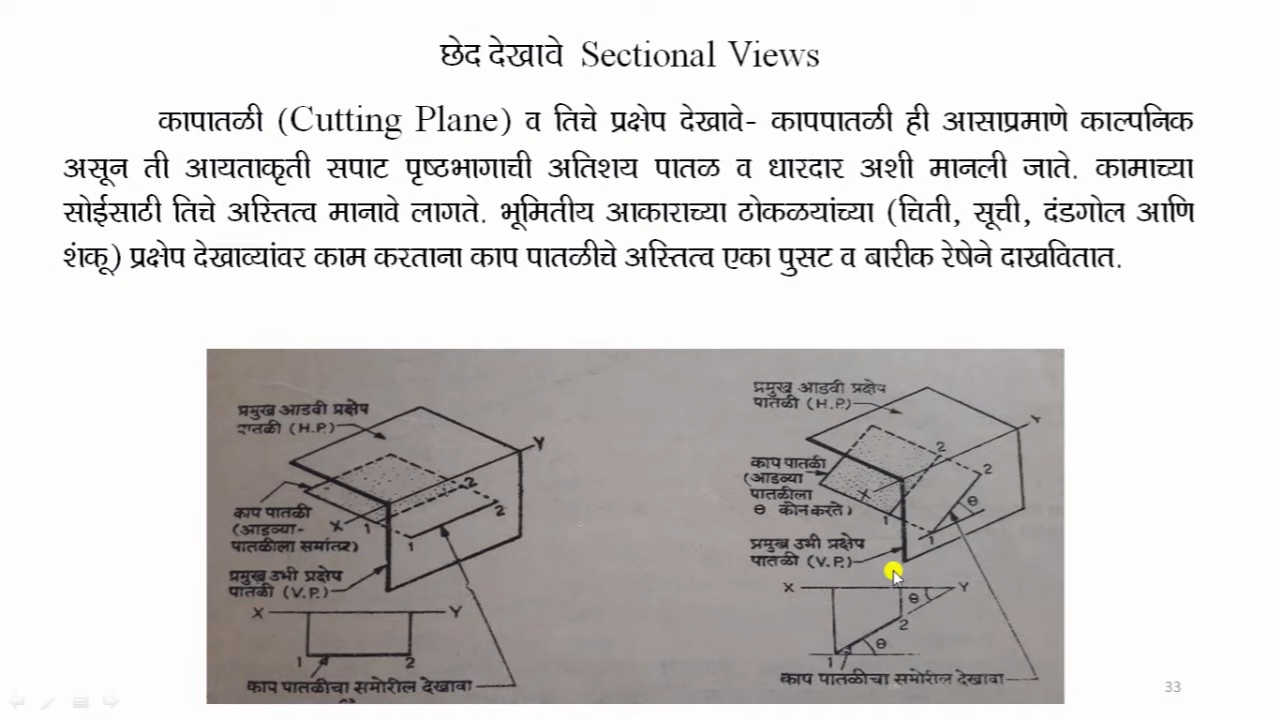 छेद देखावे Sectional Views
कापातळी (Cutting Plane) व तिचे प्रक्षेप देखावे- कापपातळी ही आसाप्रमाणे काल्पनिक
असून ती आयताकृती सपाट पृष्ठभागाची अतिशय पातळ व धारदार अशी मानली जाते. कामाच्या
सोईसाठी तिचे अस्तित्व मानावे लागते. भूमितीय आकाराच्या टोकळयांच्या (चिती, सूची, दंडगोल आणि
शंकू) प्रक्षेप देखाव्यांवर काम करताना काप पातळीचे अस्तित्व एका पुसट व बारीक रेषेने दाखवितात.
प्रमुख आडवी प्रक्षेप
पातळी (H.P.)
Y
2
2
काप पातळी
(आडव्या-
पातळीला समांतर)
X
1
1
प्रमुख उभी प्रक्षेप
पातळी (V.P.)
X
Y
1
2
काप पातळीचा समोरील देखावा
प्रमुख आडवी प्रक्षेप
पातळी (H.P.)
Y
2
2
काप पातळी
(आडव्या
पातळीला
θ कोन करते)
X
1
θ
1
प्रमुख उभी प्रक्षेप
पातळी (V.P.)
X
Y
θ
2
θ
1
काप पातळीचा समोरील देखावा
33